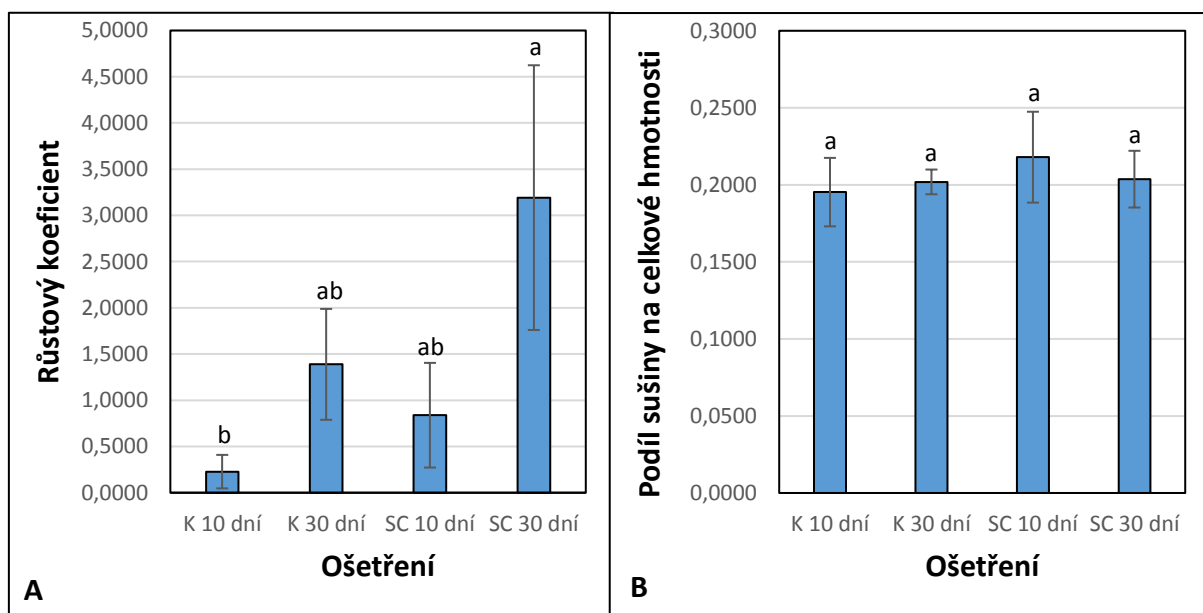 5,0000
4,5000
4,0000
3,5000
3,0000
2,5000
2,0000
1,5000
1,0000
0,5000
0,0000
Růstový koeficient
b
ab
ab
a
K 10 dní K 30 dní SC 10 dní SC 30 dní
Ošetření
A
0,3000
0,2500
0,2000
0,1500
0,1000
0,0500
0,0000
Podíl sušiny na celkové hmotnosti
a
a
a
a
K 10 dní K 30 dní SC 10 dní SC 30 dní
Ošetření
B